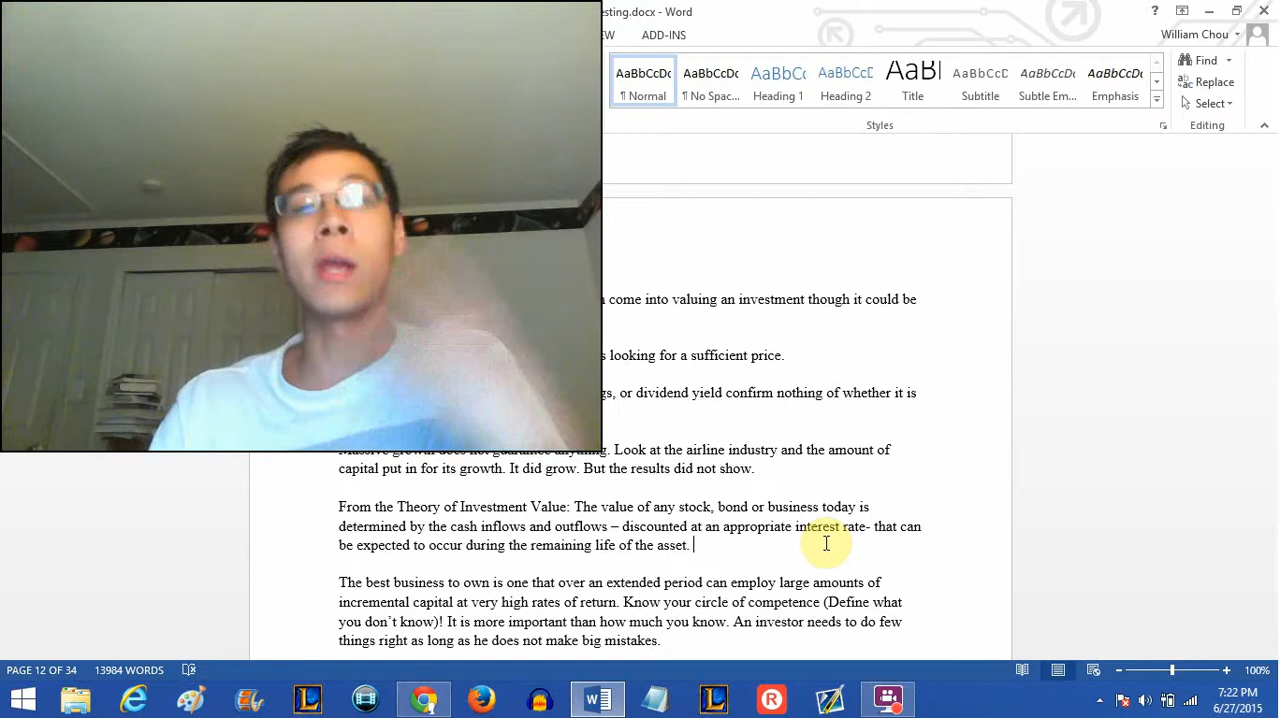 esting.docx - Word
?
EW
ADD-INS
William Chou
AaBbCcDc
AaBbCcDc
AaBbCc
AaBbCcD
AaBl
AaBbCcD
AaBbCcDc
AaBbCcDc
¶ Normal
¶ No Spac...
Heading 1
Heading 2
Title
Subtitle
Subtle Em...
Emphasis
Find
Replace
Select
Styles
Editing
n come into valuing an investment though it could be
s looking for a sufficient price.
gs, or dividend yield confirm nothing of whether it is
Massive growth does not guarantee anything. Look at the airline industry and the amount of
capital put in for its growth. It did grow. But the results did not show.
From the Theory of Investment Value: The value of any stock, bond or business today is
determined by the cash inflows and outflows – discounted at an appropriate interest rate- that can
be expected to occur during the remaining life of the asset.
The best business to own is one that over an extended period can employ large amounts of
incremental capital at very high rates of return. Know your circle of competence (Define what
you don't know)! It is more important than how much you know. An investor needs to do few
things right as long as he does not make big mistakes.
PAGE 12 OF 34
13984 WORDS
100%
7:22 PM
6/27/2015